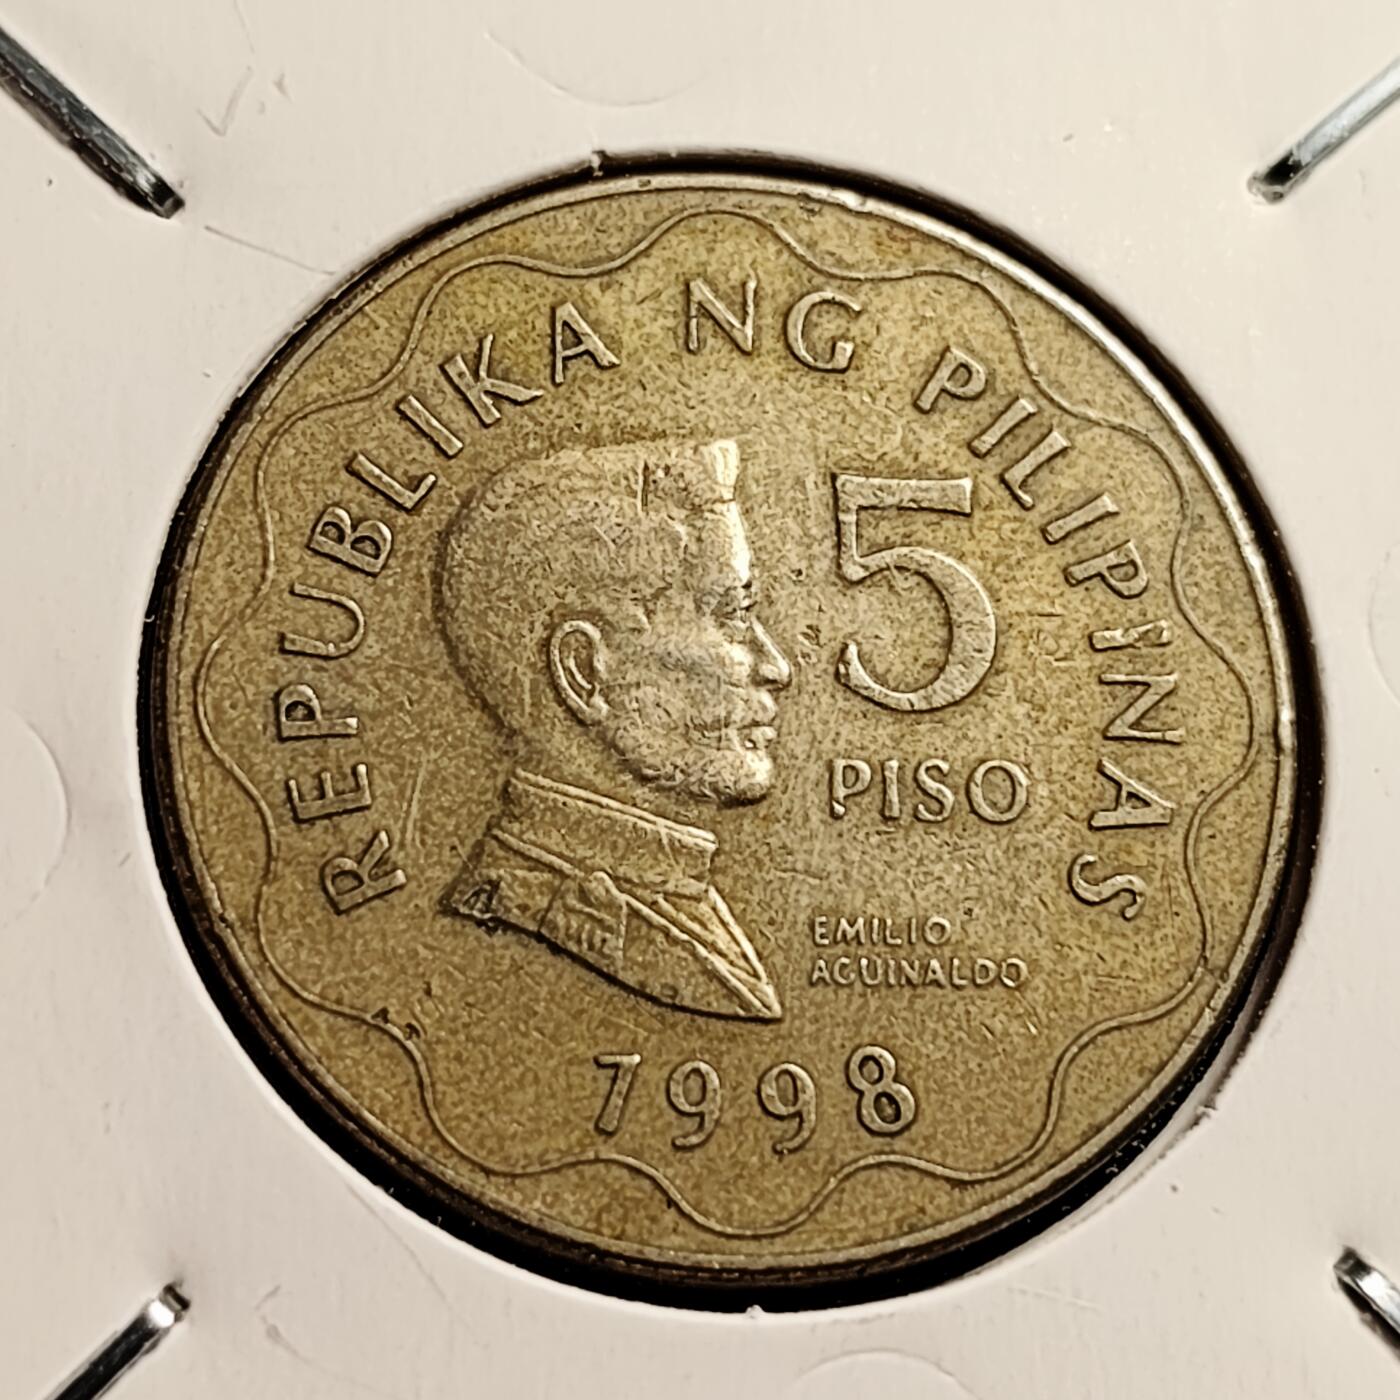 REPUBLIKA NG PILIPINAS
5
PISO
EMILIO
AGUINALDO
1998